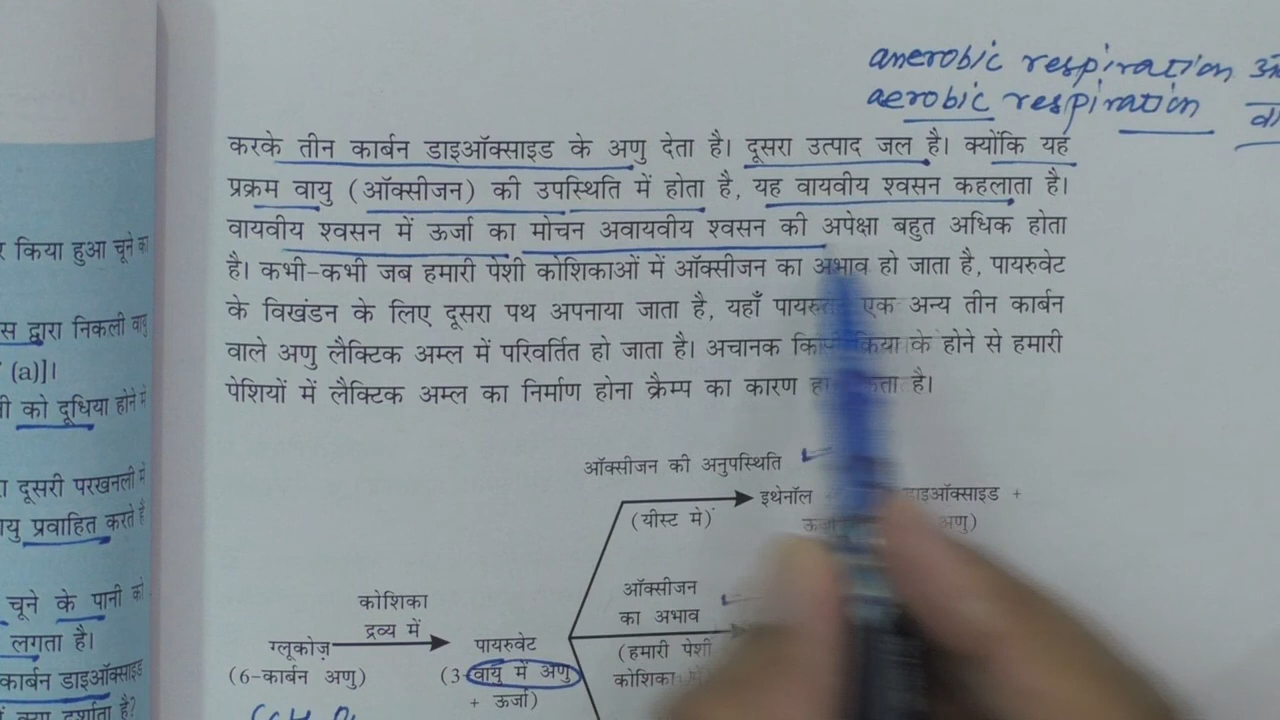 anerobic respiration
aerobic respiration
करके तीन कार्बन डाइऑक्साइड के अणु देता है। दूसरा उत्पाद जल है। क्योंकि यह
प्रक्रम वायु (ऑक्सीजन) की उपस्थिति में होता है, यह वायवीय श्वसन कहलाता है।
वायवीय श्वसन में ऊर्जा का मोचन अवायवीय श्वसन की अपेक्षा बहुत अधिक होता
है। कभी-कभी जब हमारी पेशी कोशिकाओं में ऑक्सीजन का अभाव हो जाता है, पायरुवेट
के विखंडन के लिए दूसरा पथ अपनाया जाता है, यहाँ एक अन्य तीन कार्बन
वाले अणु लैक्टिक अम्ल में परिवर्तित हो जाता है। अचानक के होने से हमारी
पेशियों में लैक्टिक अम्ल का निर्माण होना क्रैम्प का कारण है।
किया हुआ चूने का
द्वारा निकली वायु
(a)]।
को दूधिया होने में
दूसरी परखनली में
प्रवाहित करते हैं
चूने के पानी को
लगता है।
कार्बन डाइऑक्साइड
दर्शाता है?
ऑक्सीजन की अनुपस्थिति
(यीस्ट में)
इथेनॉल
+
अणु)
ऑक्सीजन
का अभाव
(हमारी पेशी
कोशिका
कोशिका
द्रव्य में
ग्लूकोज़
(6-कार्बन अणु)
पायरुवेट
(3-वायु में अणु
+ ऊर्जा)